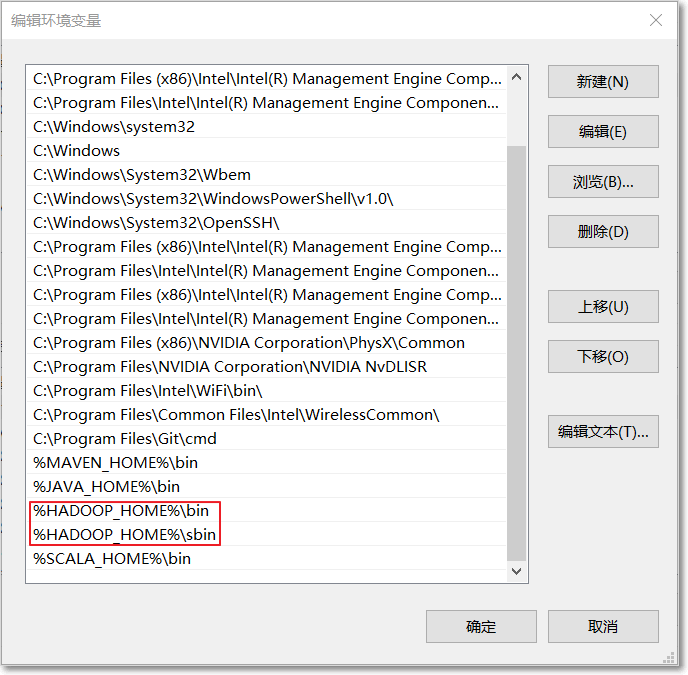 编辑环境变量
C:\Program Files (x86)\Intel\Intel(R) Management Engine Comp...
C:\Program Files\Intel\Intel(R) Management Engine Componen...
C:\Windows\system32
C:\Windows
C:\Windows\System32\Wbem
C:\Windows\System32\WindowsPowerShell\v1.0\
C:\Windows\System32\OpenSSH\
C:\Program Files (x86)\Intel\Intel(R) Management Engine Comp...
C:\Program Files\Intel\Intel(R) Management Engine Componen...
C:\Program Files (x86)\Intel\Intel(R) Management Engine Comp...
C:\Program Files\Intel\Intel(R) Management Engine Componen...
C:\Program Files (x86)\NVIDIA Corporation\PhysX\Common
C:\Program Files\NVIDIA Corporation\NVIDIA NvDLISR
C:\Program Files\Intel\WiFi\bin\
C:\Program Files\Common Files\Intel\WirelessCommon\
C:\Program Files\Git\cmd
%MAVEN_HOME%\bin
%JAVA_HOME%\bin
%HADOOP_HOME%\bin
%HADOOP_HOME%\sbin
%SCALA_HOME%\bin
新建(N)
编辑(E)
浏览(B)...
删除(D)
上移(U)
下移(O)
编辑文本(T)...
确定
取消